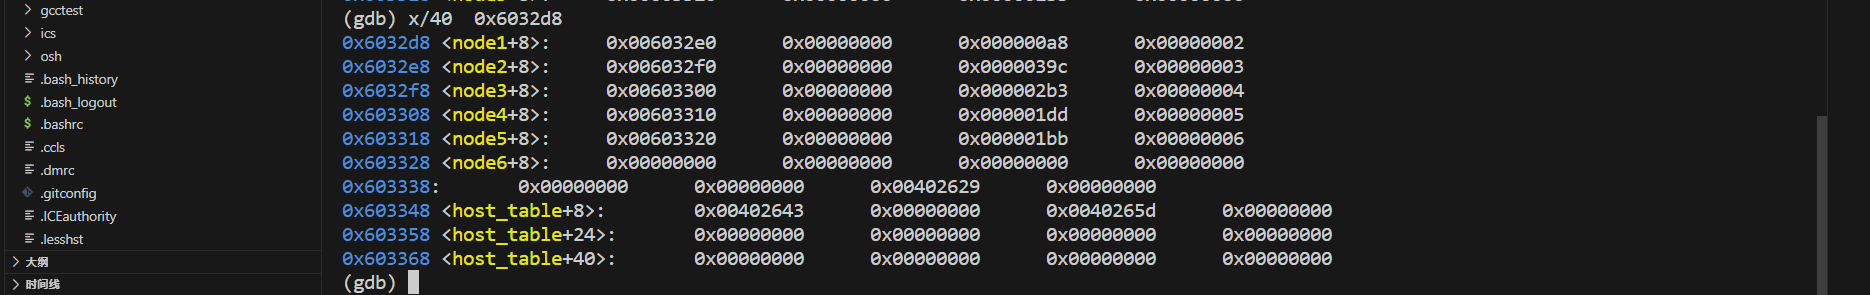 gcctest
ics
osh
.bash_history
.bash_logout
.bashrc
.ccls
.dmrc
.gitconfig
.ICEauthority
.lesshst
大纲
时间线
(gdb) x/40  0x6032d8
0x6032d8 <node1+8>:     0x006032e0      0x00000000      0x000000a8      0x00000002
0x6032e8 <node2+8>:     0x006032f0      0x00000000      0x0000039c      0x00000003
0x6032f8 <node3+8>:     0x00603300      0x00000000      0x000002b3      0x00000004
0x603308 <node4+8>:     0x00603310      0x00000000      0x000001dd      0x00000005
0x603318 <node5+8>:     0x00603320      0x00000000      0x000001bb      0x00000006
0x603328 <node6+8>:     0x00000000      0x00000000      0x00000000      0x00000000
0x603338:       0x00000000      0x00000000      0x00402629      0x00000000
0x603348 <host_table+8>:        0x00402643      0x00000000      0x0040265d      0x00000000
0x603358 <host_table+24>:       0x00000000      0x00000000      0x00000000      0x00000000
0x603368 <host_table+40>:       0x00000000      0x00000000      0x00000000      0x00000000
(gdb)